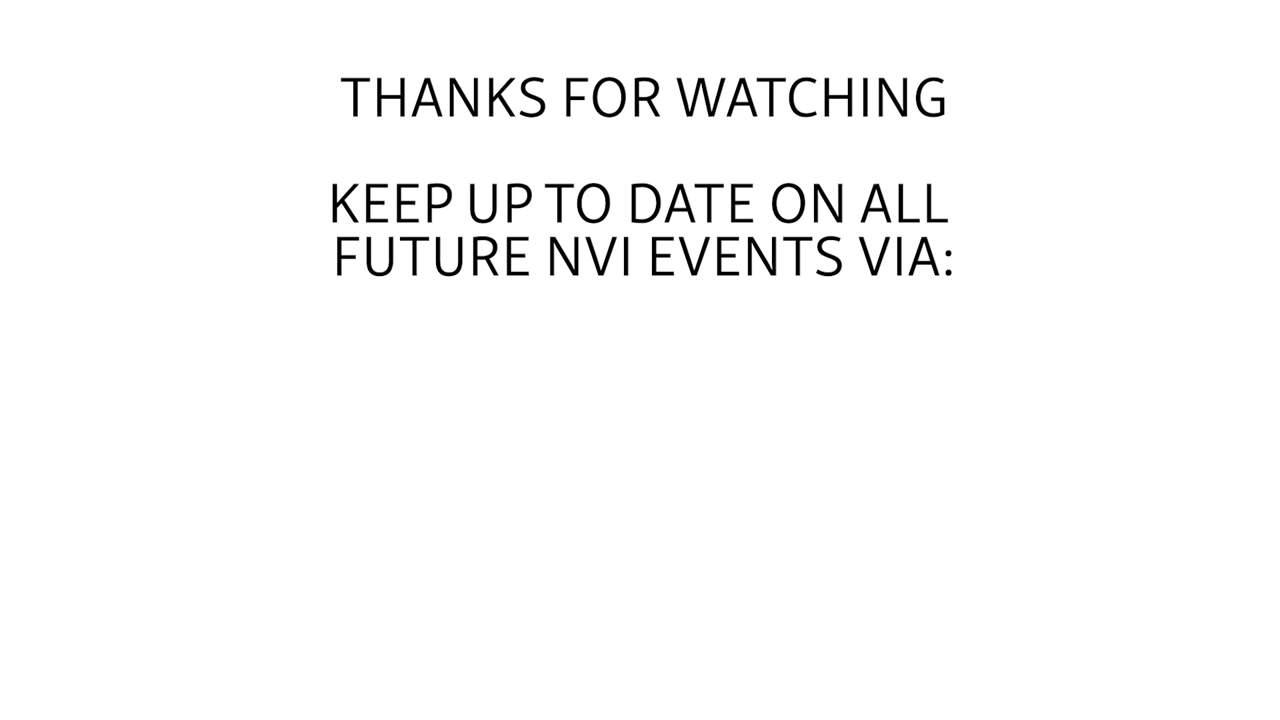 THANKS FOR WATCHING
KEEP UP TO DATE ON ALL
FUTURE NVI EVENTS VIA: